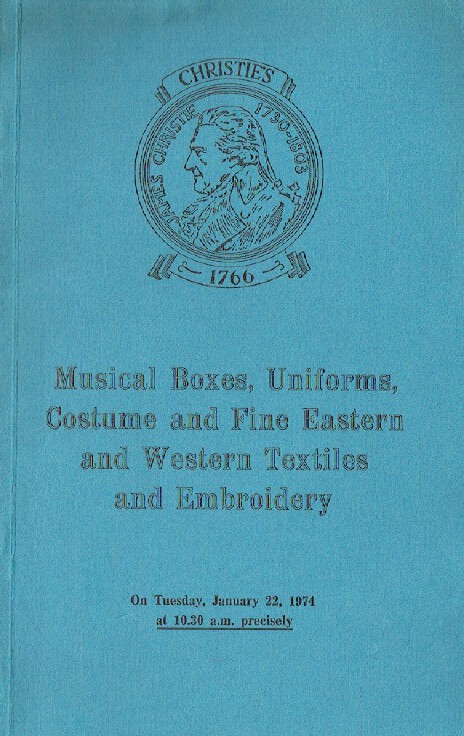 CHRISTIE'S
JAMES CHRISTIE 1730-1803
1766
Musical Boxes, Uniforms,
Costume and Fine Eastern
and Western Textiles
and Embroidery
On Tuesday, January 22, 1974
at 10.30 a.m. precisely